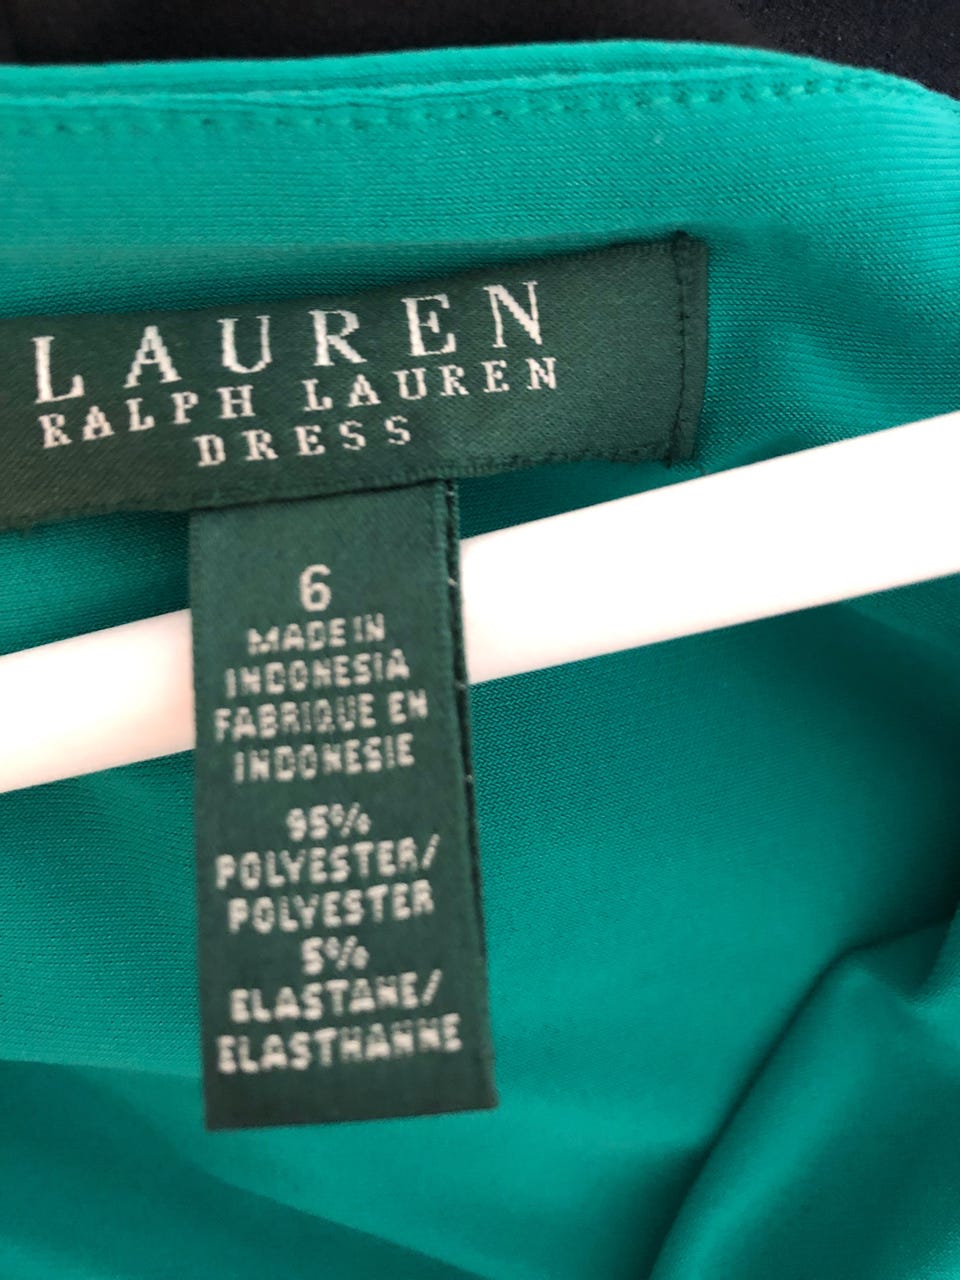 LAUREN
RALPH LAUREN
DRESS
6
MADE IN
INDONESIA
FABRIQUE EN
INDONESIE
95%
POLYESTER/
POLYESTER
5%
ELASTANE/
ELASTHANNE